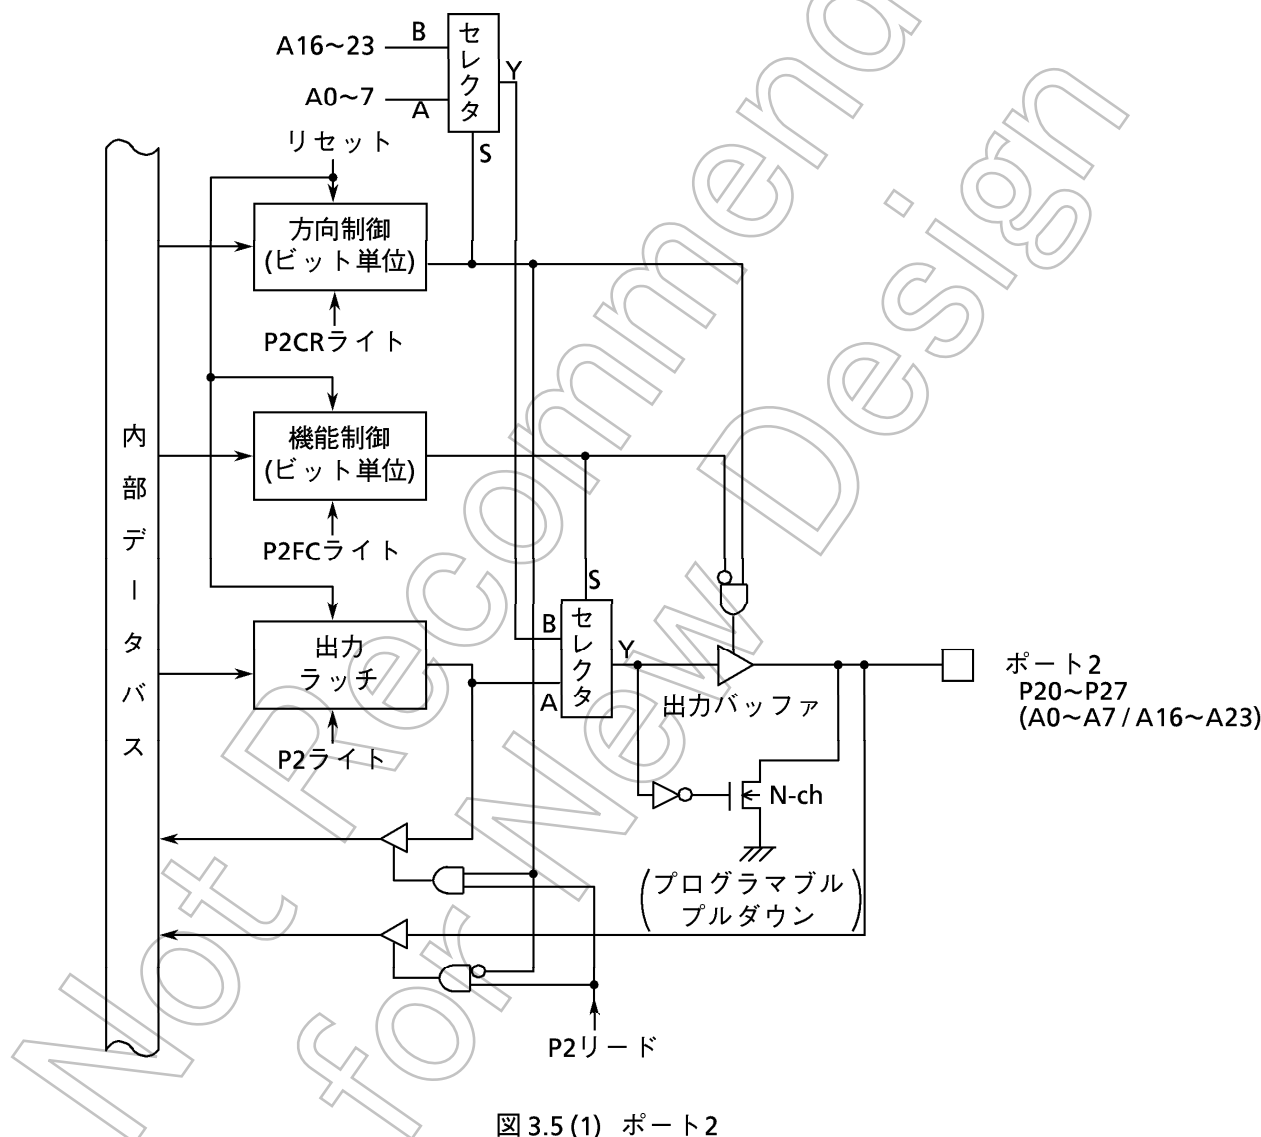 B
A16~23
Y
A0~7
A
セレクタ
リセット
S
方向制御
(ビット単位)
P2CRライト
機能制御
(ビット単位)
P2FCライト
内部データバス
S
B
セレクタ
Y
A
出力
ラッチ
P2ライト
出力バッファ
ポート2
P20~P27
(A0~A7 / A16~A23)
N-ch
(プログラマブル
プルダウン)
P2リード
図 3.5 (1) ポート2
Not Recommend
for New Design